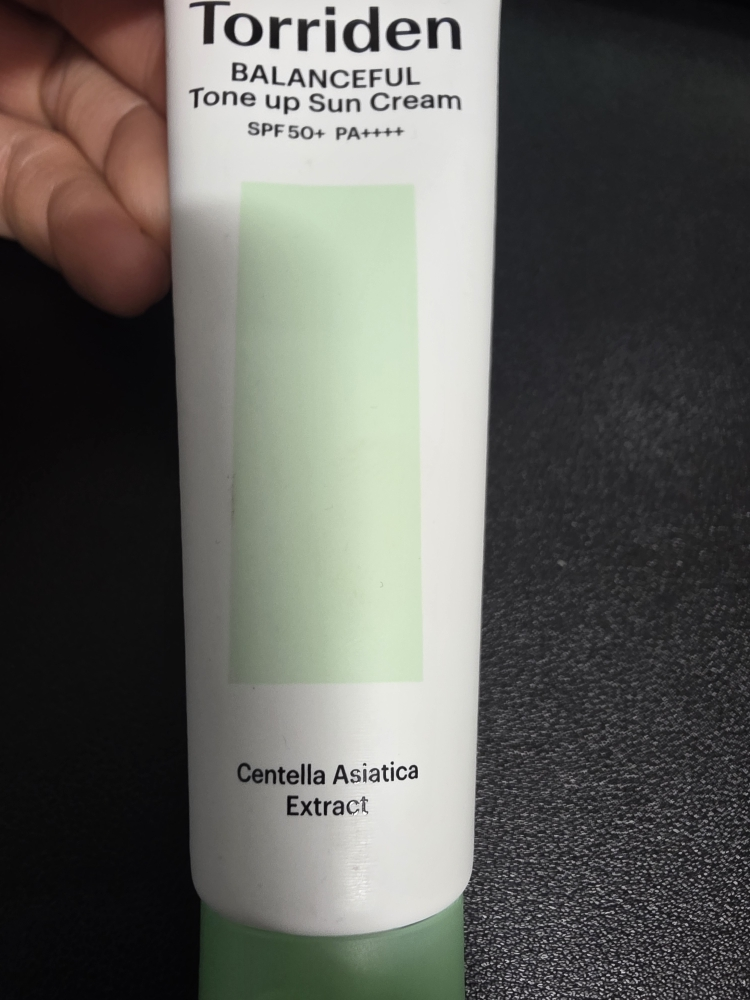 Torriden
BALANCEFUL
Tone up Sun Cream
SPF50+ PA++++
Centella Asiatica
Extract